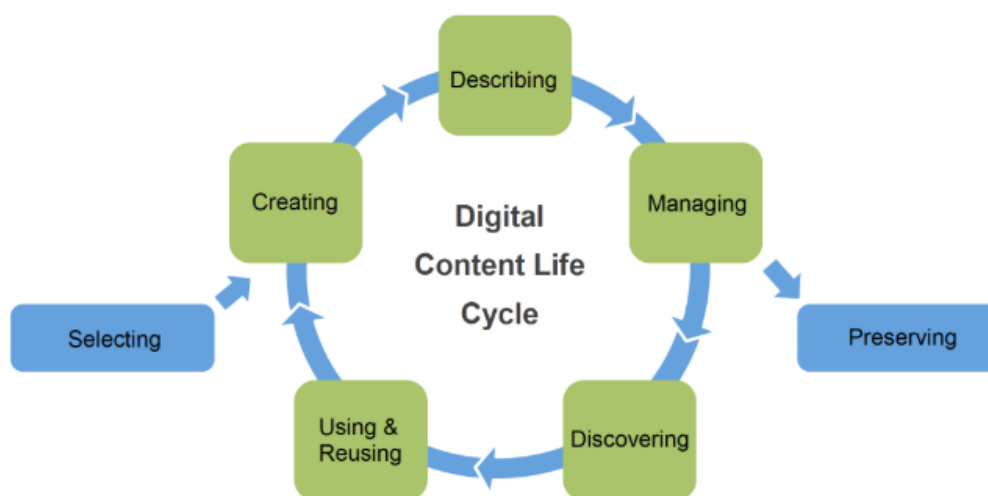 Describing
Creating
Managing
Digital
Content Life
Cycle
Selecting
Preserving
Using &
Reusing
Discovering